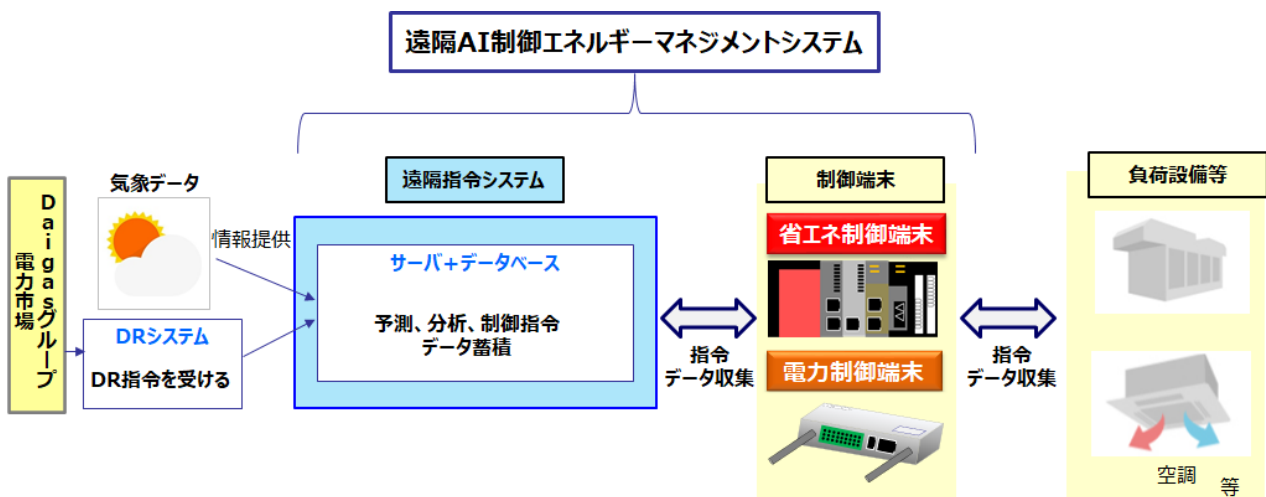 遠隔AI制御エネルギーマネジメントシステム
Daigasグループ
電力市場
気象データ
情報提供
DRシステム
DR指令を受ける
遠隔指令システム
サーバ+データベース
予測、分析、制御指令
データ蓄積
指令
データ収集
制御端末
省エネ制御端末
電力制御端末
指令
データ収集
負荷設備等
空調
等